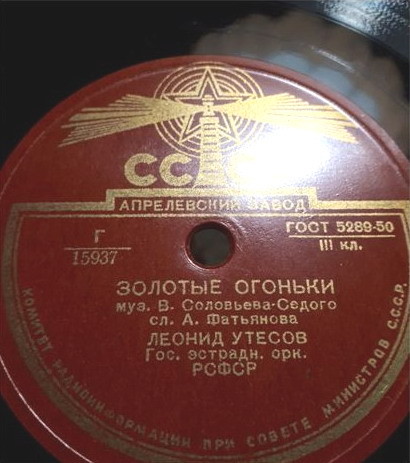 СС
АПРЕЛЕВСКИЙ ЗАВОД
ГОСТ 5289-50
III кл.
Г
15937
ЗОЛОТЫЕ ОГОНЬКИ
муз. В. Соловьева-Седого
сл. А. Фатьянова
ЛЕОНИД УТЕСОВ
Гос. эстрадн. орк.
РСФСР
КОМИТЕТ РАДИОИНФОРМАЦИИ ПРИ СОВЕТЕ МИНИСТРОВ С.С.С.Р.